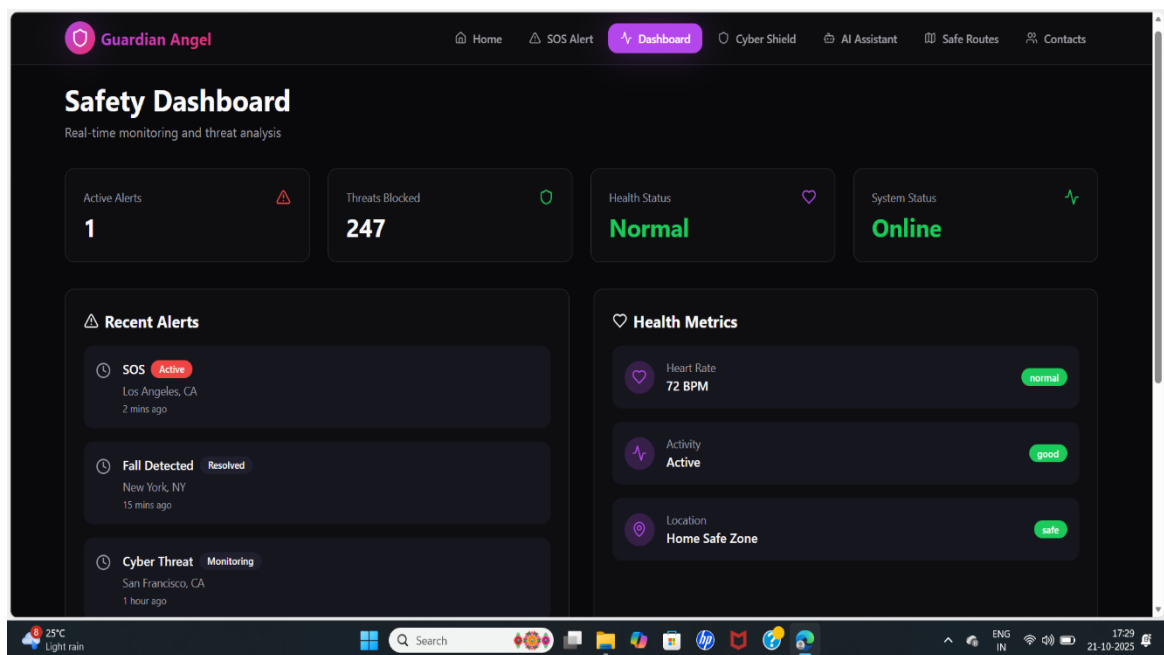 Guardian Angel
Home SOS Alert Dashboard Cyber Shield AI Assistant Safe Routes Contacts
Safety Dashboard
Real-time monitoring and threat analysis
Active Alerts
1
Threats Blocked
247
Health Status
Normal
System Status
Online
Recent Alerts
SOS Active
Los Angeles, CA
2 mins ago
Fall Detected Resolved
New York, NY
15 mins ago
Cyber Threat Monitoring
San Francisco, CA
1 hour ago
Health Metrics
Heart Rate
72 BPM
normal
Activity
Active
good
Location
Home Safe Zone
safe
8
25°C
Light rain
Search
hp
ENG
IN
17:29
21-10-2025